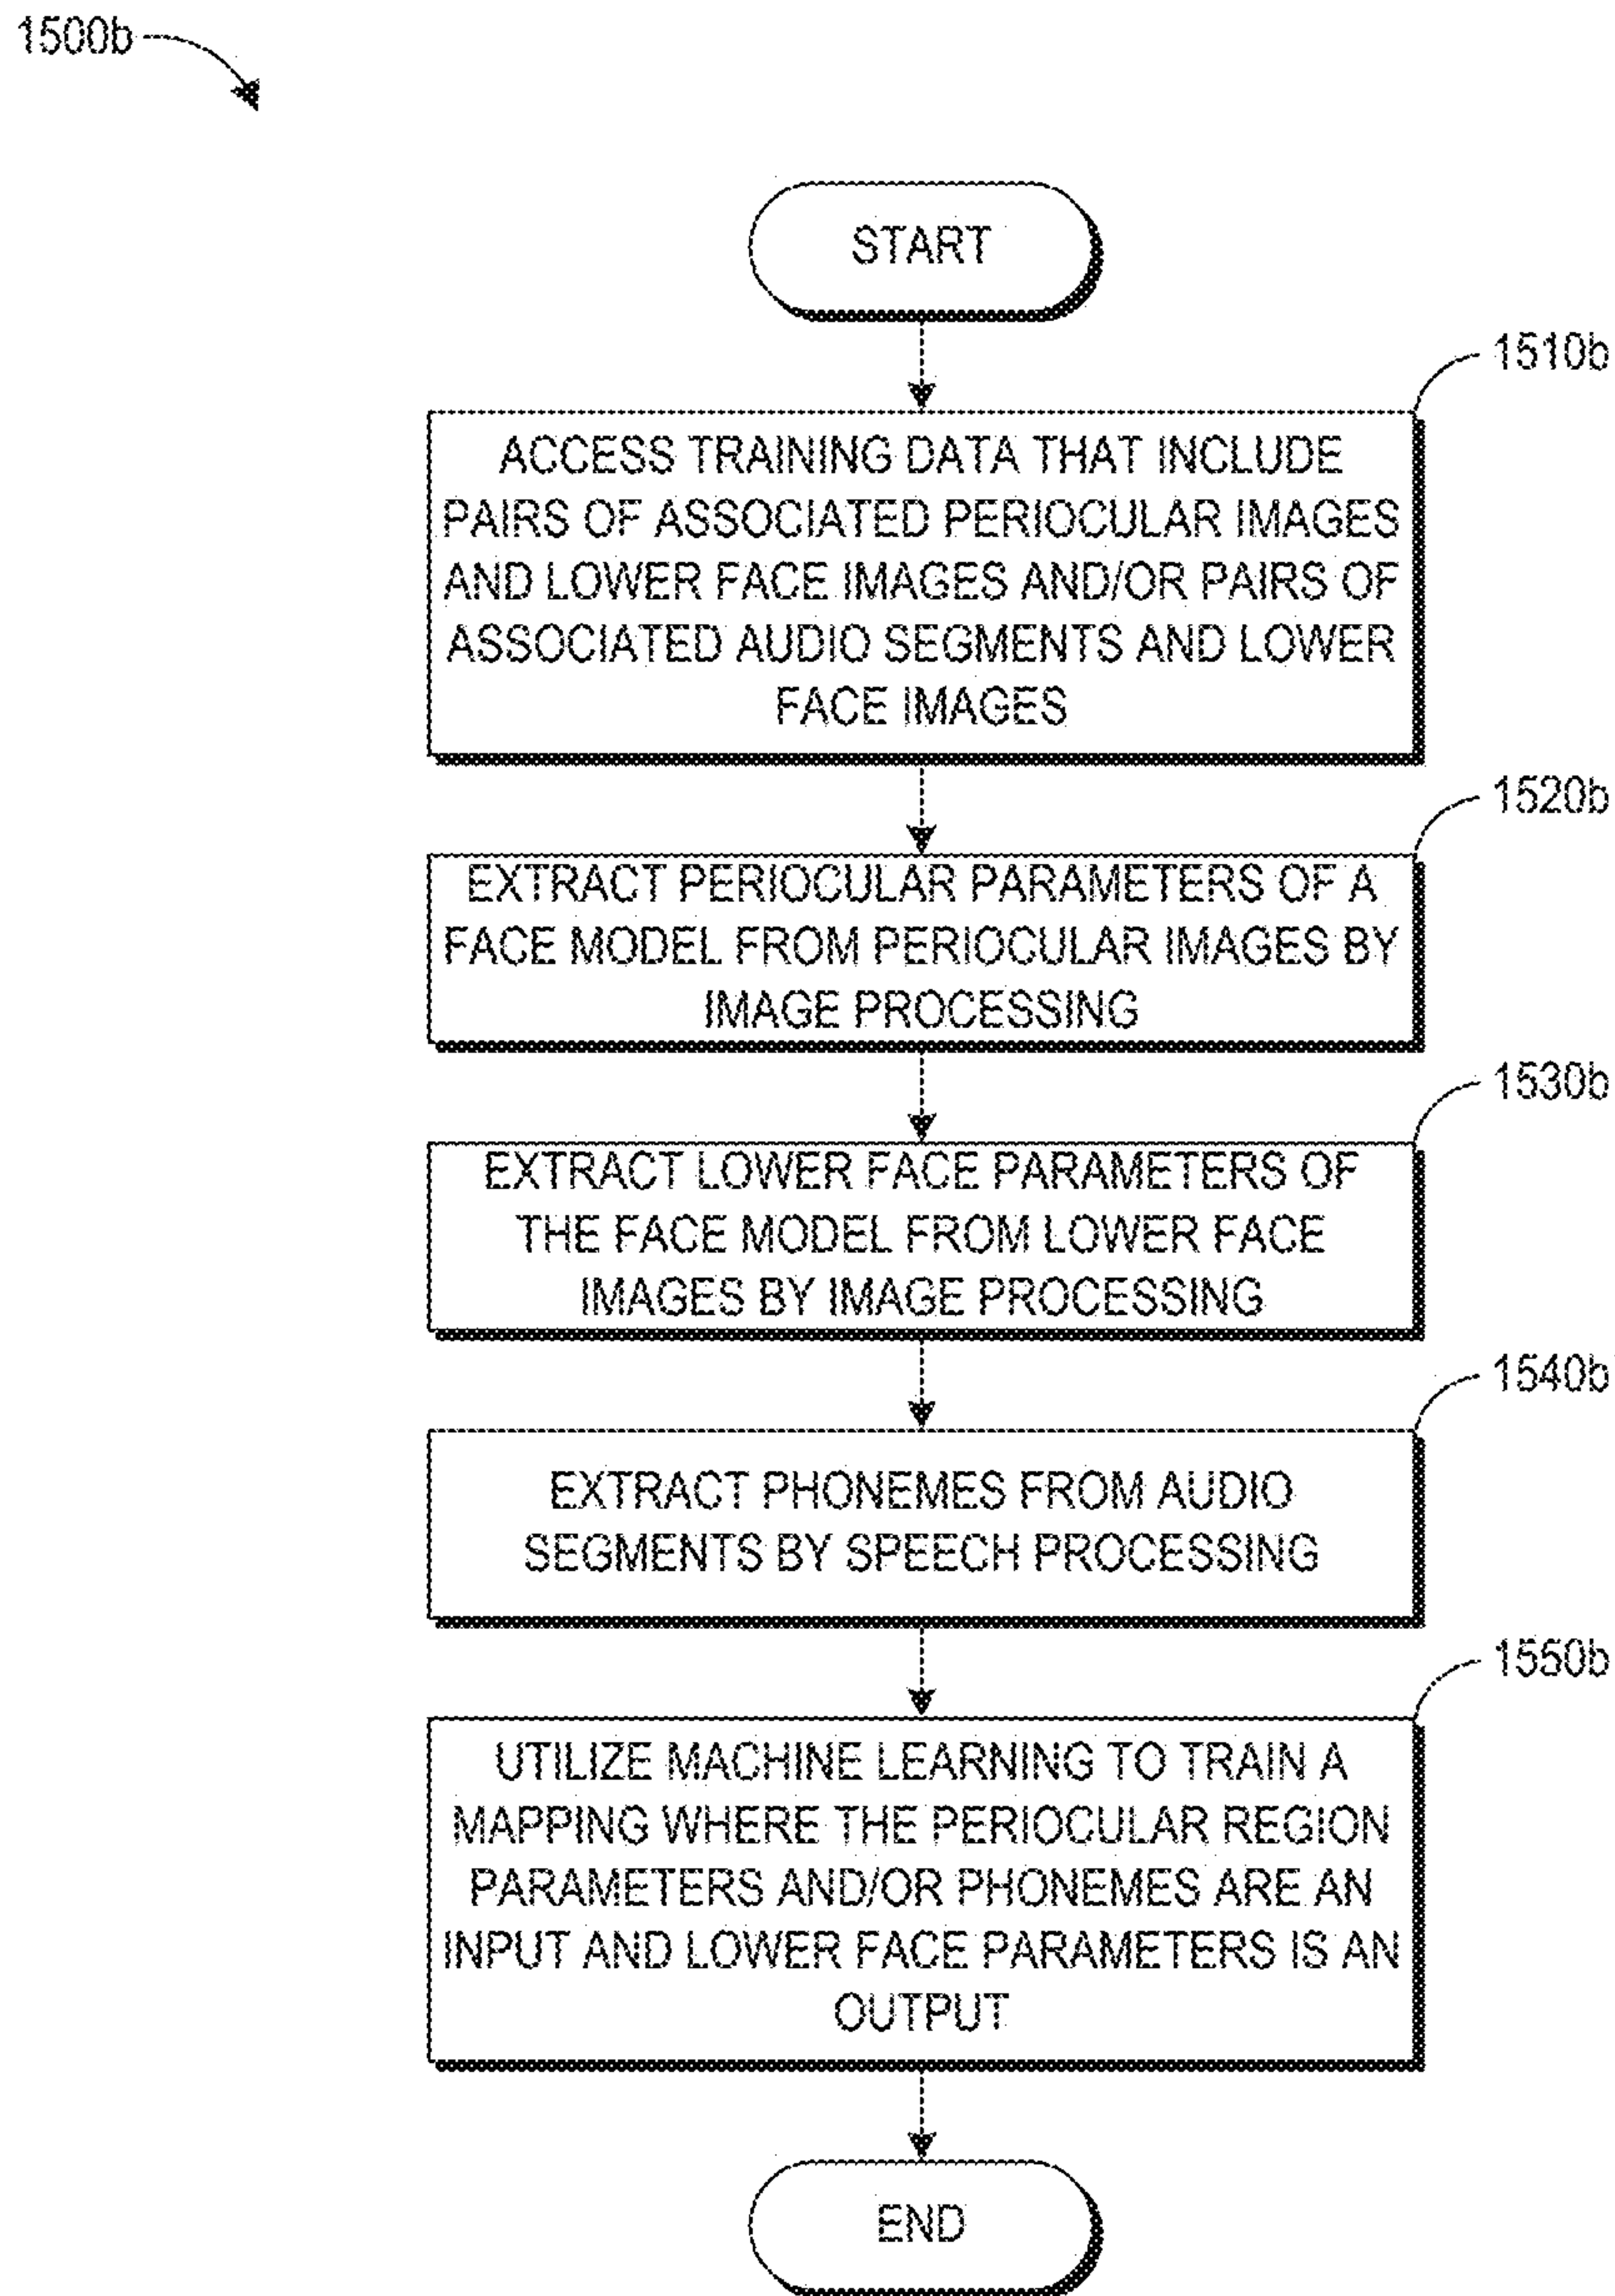 1500b
START
1510b
ACCESS TRAINING DATA THAT INCLUDE
PAIRS OF ASSOCIATED PERIOCULAR IMAGES
AND LOWER FACE IMAGES AND/OR PAIRS OF
ASSOCIATED AUDIO SEGMENTS AND LOWER
FACE IMAGES
1520b
EXTRACT PERIOCULAR PARAMETERS OF A
FACE MODEL FROM PERIOCULAR IMAGES BY
IMAGE PROCESSING
1530b
EXTRACT LOWER FACE PARAMETERS OF
THE FACE MODEL FROM LOWER FACE
IMAGES BY IMAGE PROCESSING
1540b
EXTRACT PHONEMES FROM AUDIO
SEGMENTS BY SPEECH PROCESSING
1550b
UTILIZE MACHINE LEARNING TO TRAIN A
MAPPING WHERE THE PERIOCULAR REGION
PARAMETERS AND/OR PHONEMES ARE AN
INPUT AND LOWER FACE PARAMETERS IS AN
OUTPUT
END